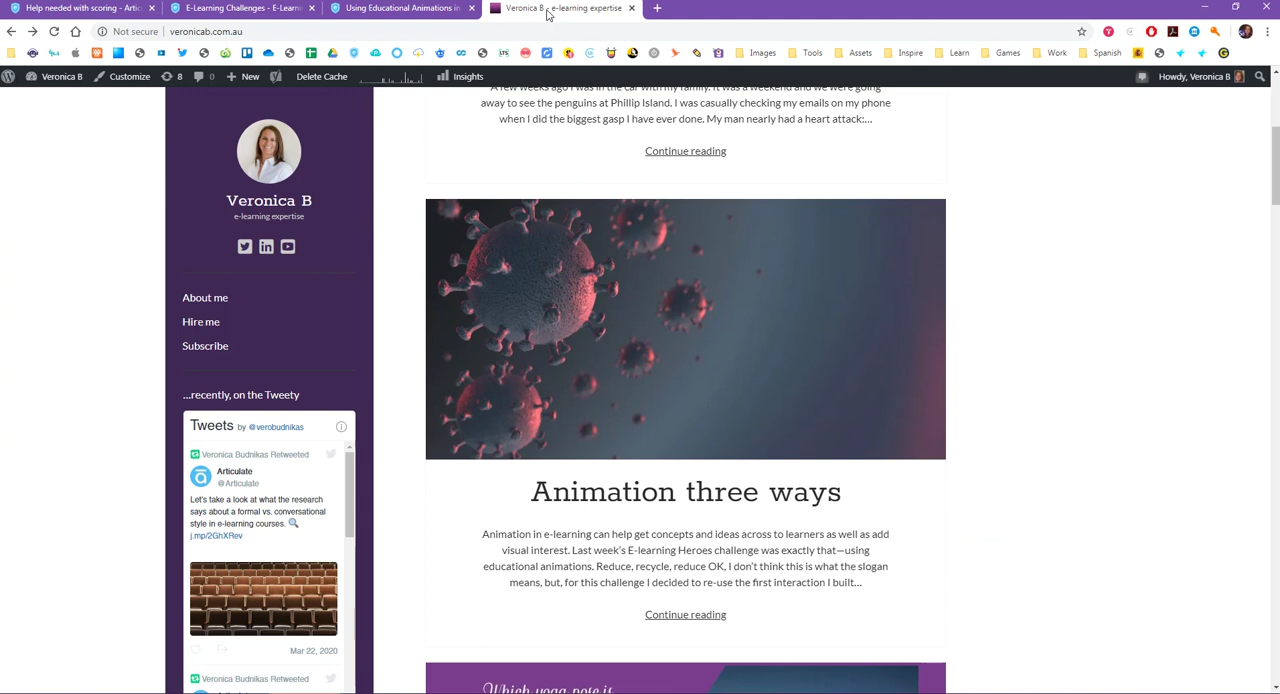 Help needed with scoring - Artic
E-Learning Challenges - E-Learni
Using Educational Animations in
Veronica B - e-learning expertise
Not secure
veronicab.com.au
Images
Tools
Assets
Inspire
Learn
Games
Work
Spanish
Veronica B
Customize
8
0
New
Delete Cache
Insights
Howdy, Veronica B
A few weeks ago I was in the car with my family. It was a weekend and we were going
away to see the penguins at Phillip Island. I was casually checking my emails on my phone
when I did the biggest gasp I have ever done. My man nearly had a heart attack:…
Continue reading
Veronica B
e-learning expertise
About me
Hire me
Subscribe
...recently, on the Tweety
Tweets by @verobudnikas
Veronica Budnikas Retweeted
Articulate
@Articulate
Let's take a look at what the research
says about a formal vs. conversational
style in e-learning courses.
j.mp/2GhXRev
Mar 22, 2020
Veronica Budnikas Retweeted
Animation three ways
Animation in e-learning can help get concepts and ideas across to learners as well as add
visual interest. Last week's E-learning Heroes challenge was exactly that—using
educational animations. Reduce, recycle, reduce OK, I don't think this is what the slogan
means, but, for this challenge I decided to re-use the first interaction I built…
Continue reading
Which yoga pose is